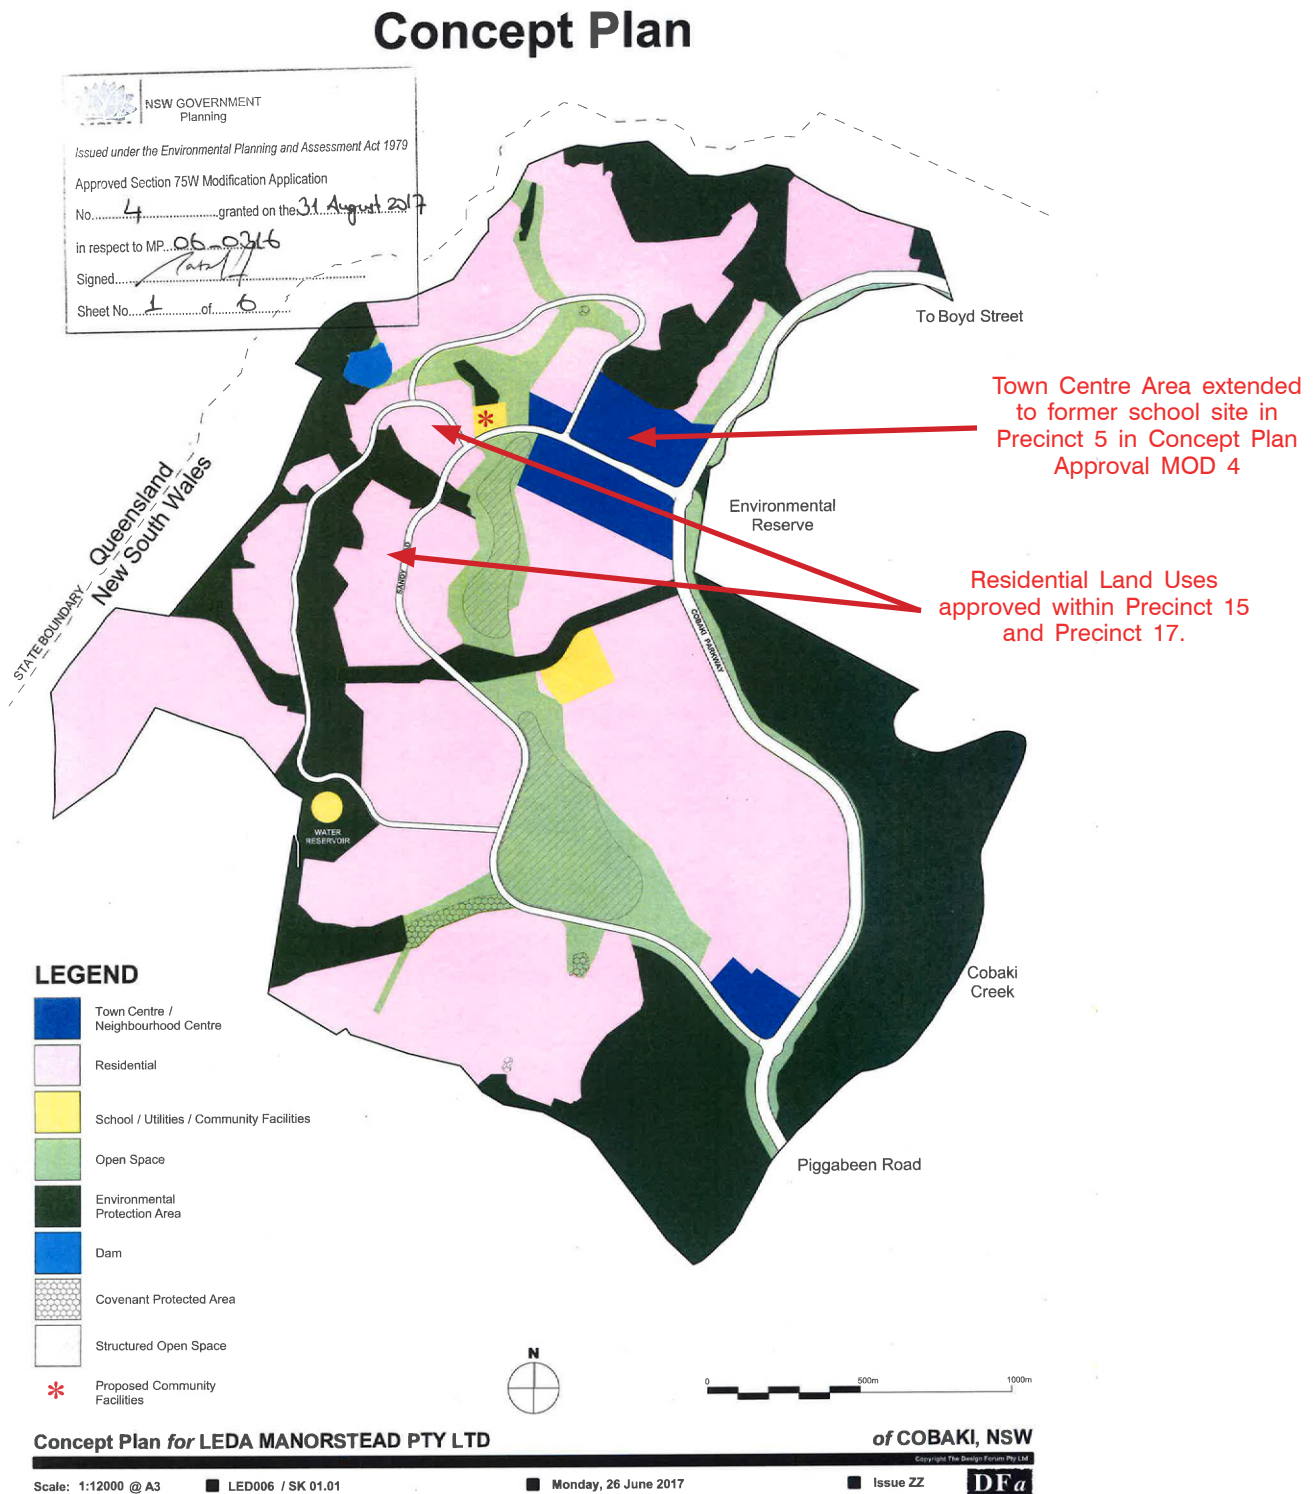 Concept Plan
NSW GOVERNMENT
Planning
Issued under the Environmental Planning and Assessment Act 1979
Approved Section 75W Modification Application
No. 4 granted on the 31 August 2017
in respect to MP 06-0316
Signed
Sheet No. 1 of 6
To Boyd Street
Town Centre Area extended
to former school site in
Precinct 5 in Concept Plan
Approval MOD 4
Environmental
Reserve
Residential Land Uses
approved within Precinct 15
and Precinct 17.
Queensland
New South Wales
STATE BOUNDARY
SANDY
COBAKI PARKWAY
WATER
RESERVOIR
Cobaki
Creek
Piggabeen Road
LEGEND
Town Centre /
Neighbourhood Centre
Residential
School / Utilities / Community Facilities
Open Space
Environmental
Protection Area
Dam
Covenant Protected Area
Structured Open Space
* Proposed Community
Facilities
N
0 500m 1000m
Concept Plan for LEDA MANORSTEAD PTY LTD
of COBAKI, NSW
Copyright The Design Forum Pty Ltd
Scale: 1:12000 @ A3
LED006 / SK 01.01
Monday, 26 June 2017
Issue ZZ
DFa